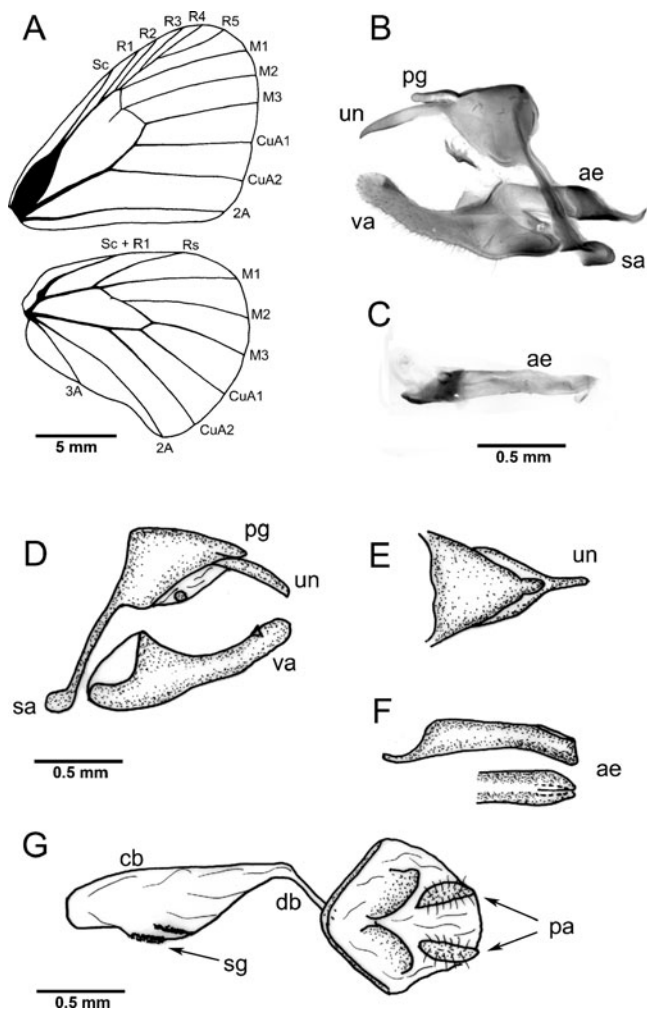 A
Sc
R1
R2
R3
R4
R5
M1
M2
M3
CuA1
CuA2
2A
Sc + R1
Rs
M1
M2
M3
CuA1
CuA2
2A
3A
5 mm
B
pg
un
ae
va
sa
C
ae
0.5 mm
D
pg
un
va
sa
0.5 mm
E
un
F
ae
G
cb
db
sg
pa
0.5 mm